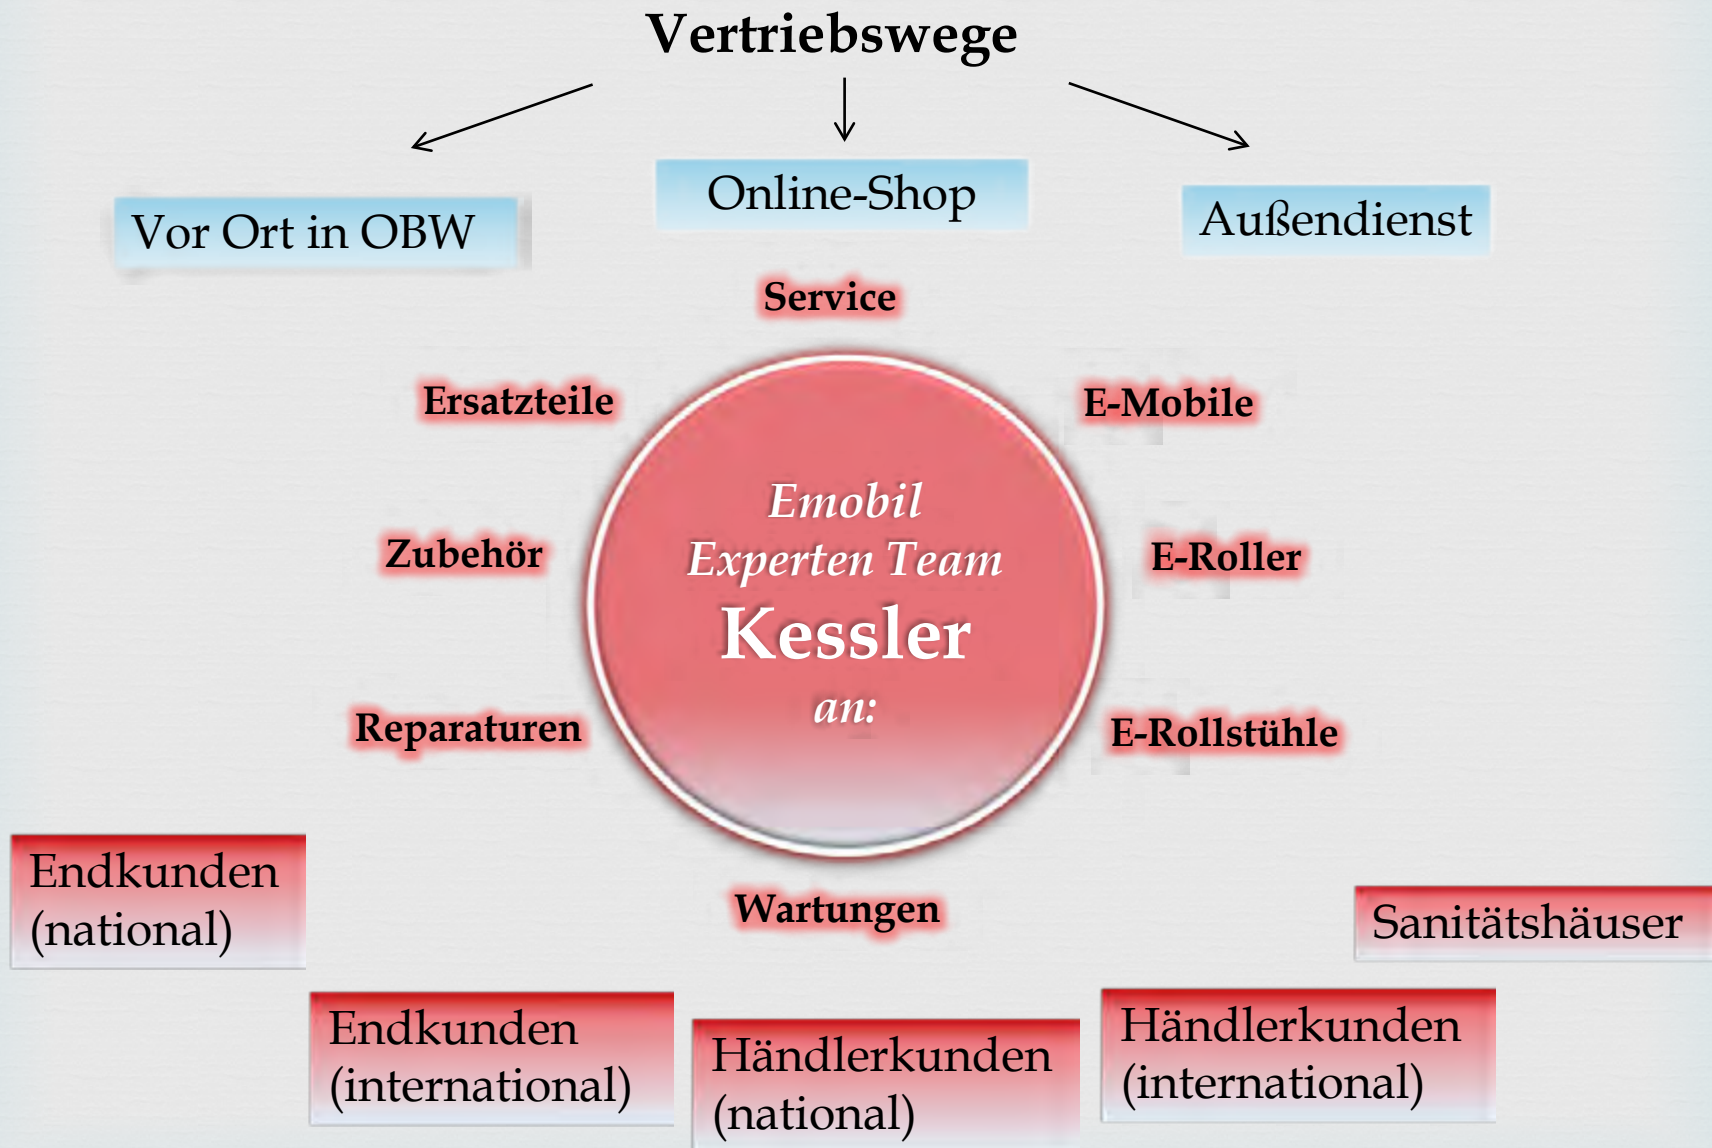 Vertriebswege
Vor Ort in OBW
Online-Shop
Außendienst
Service
Ersatzteile
E-Mobile
Zubehör
E-Roller
Reparaturen
E-Rollstühle
Wartungen
Emobil
Experten Team
Kessler
an:
Endkunden
(national)
Endkunden
(international)
Händlerkunden
(national)
Händlerkunden
(international)
Sanitätshäuser